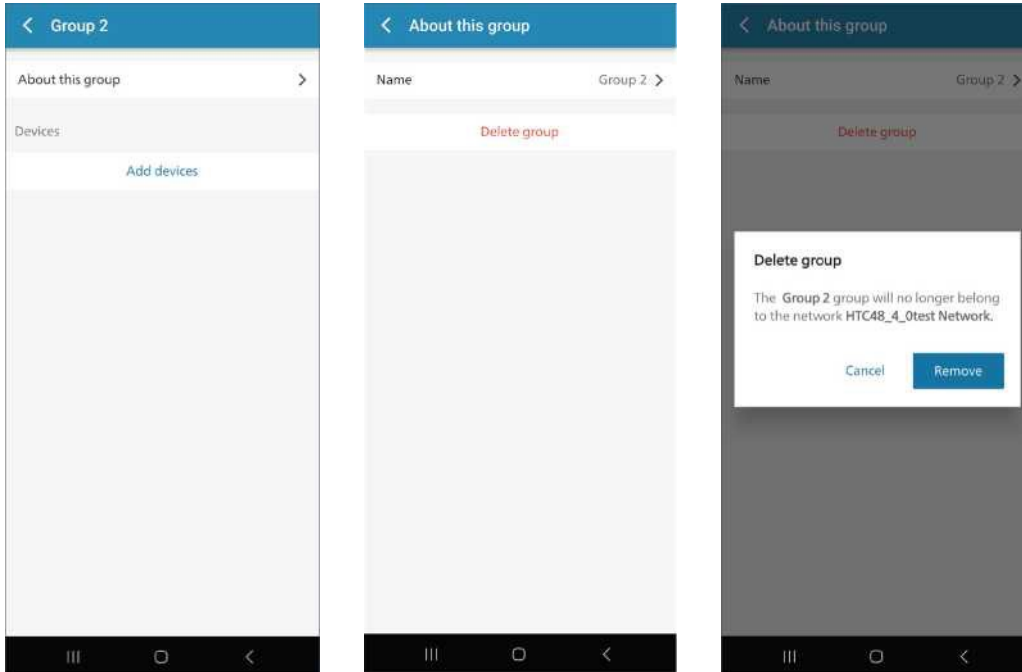 Group 2
About this group
Devices
Add devices
About this group
Name Group 2
Delete group
About this group
Name Group 2
Delete group
Delete group
The Group 2 group will no longer belong
to the network HTC48_4_0test Network.
Cancel Remove